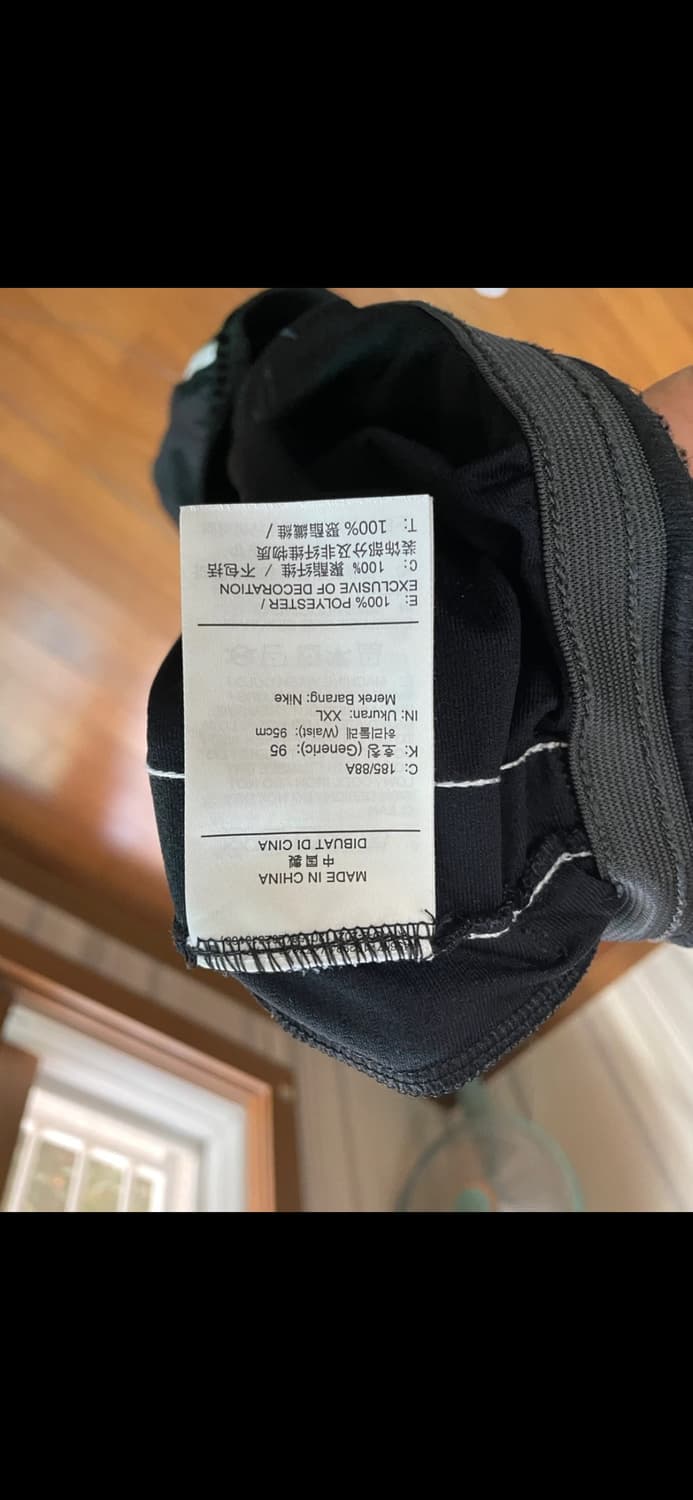 MADE IN CHINA
中國製
DIBUAT DI CINA
C: 185/88A
K: 호칭 (Generic): 95
허리둘레 (Waist): 95cm
IN: Ukuran: XXL
Merek Barang: Nike
E: 100% POLYESTER /
EXCLUSIVE OF DECORATION
C: 100% 聚酯纤维 / 不包括
装饰部分及非纤维物质
T: 100% 聚酯纖維 /